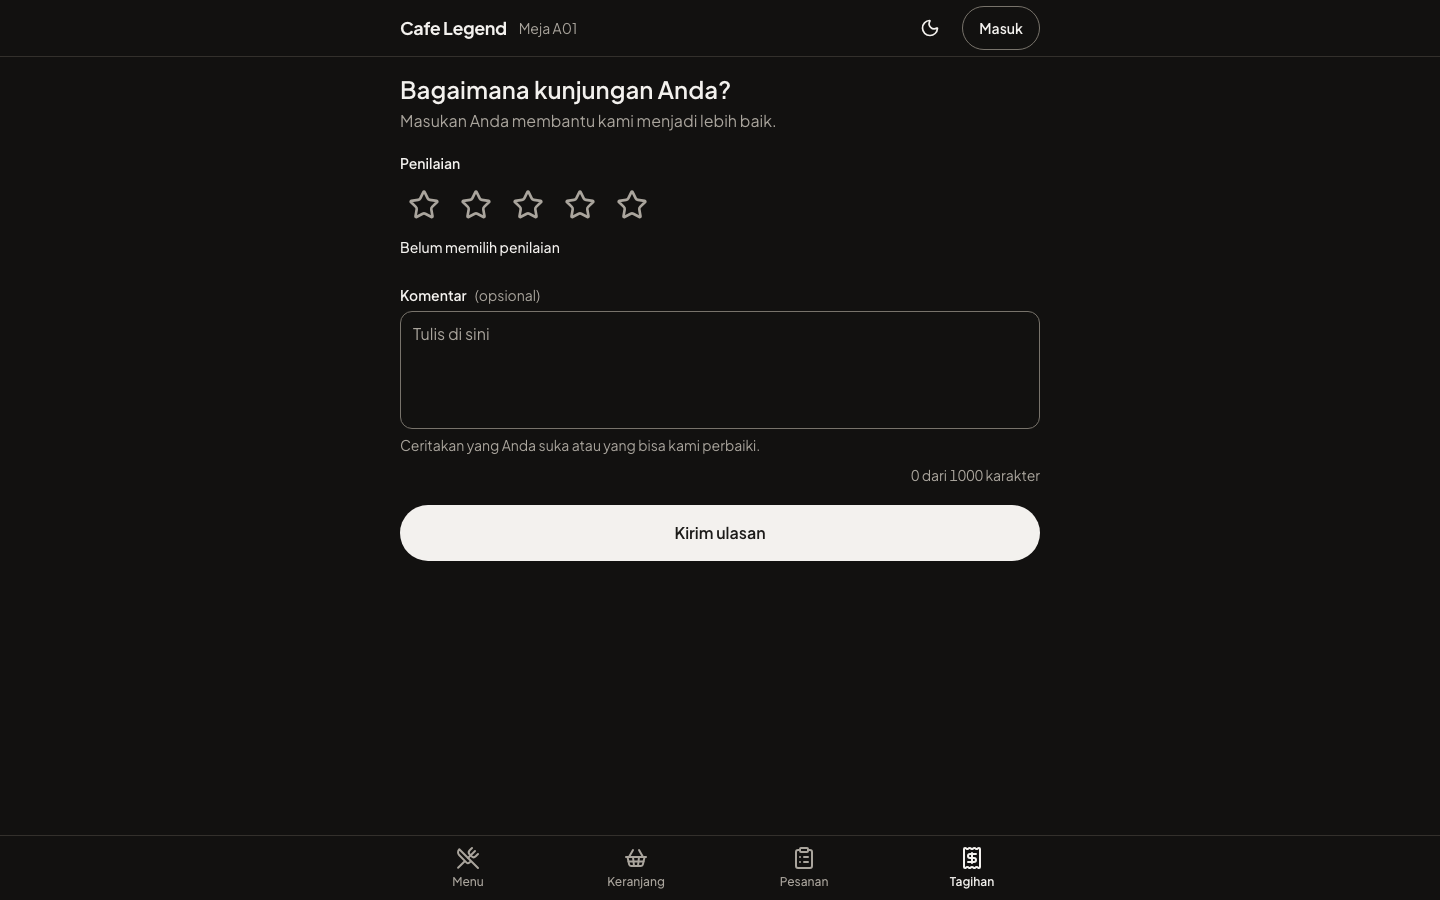 Cafe Legend Meja A01 Masuk
Bagaimana kunjungan Anda?
Masukan Anda membantu kami menjadi lebih baik.
Penilaian
Belum memilih penilaian
Komentar (opsional)
Tulis di sini
Ceritakan yang Anda suka atau yang bisa kami perbaiki.
0 dari 1000 karakter
Kirim ulasan
Menu Keranjang Pesanan Tagihan